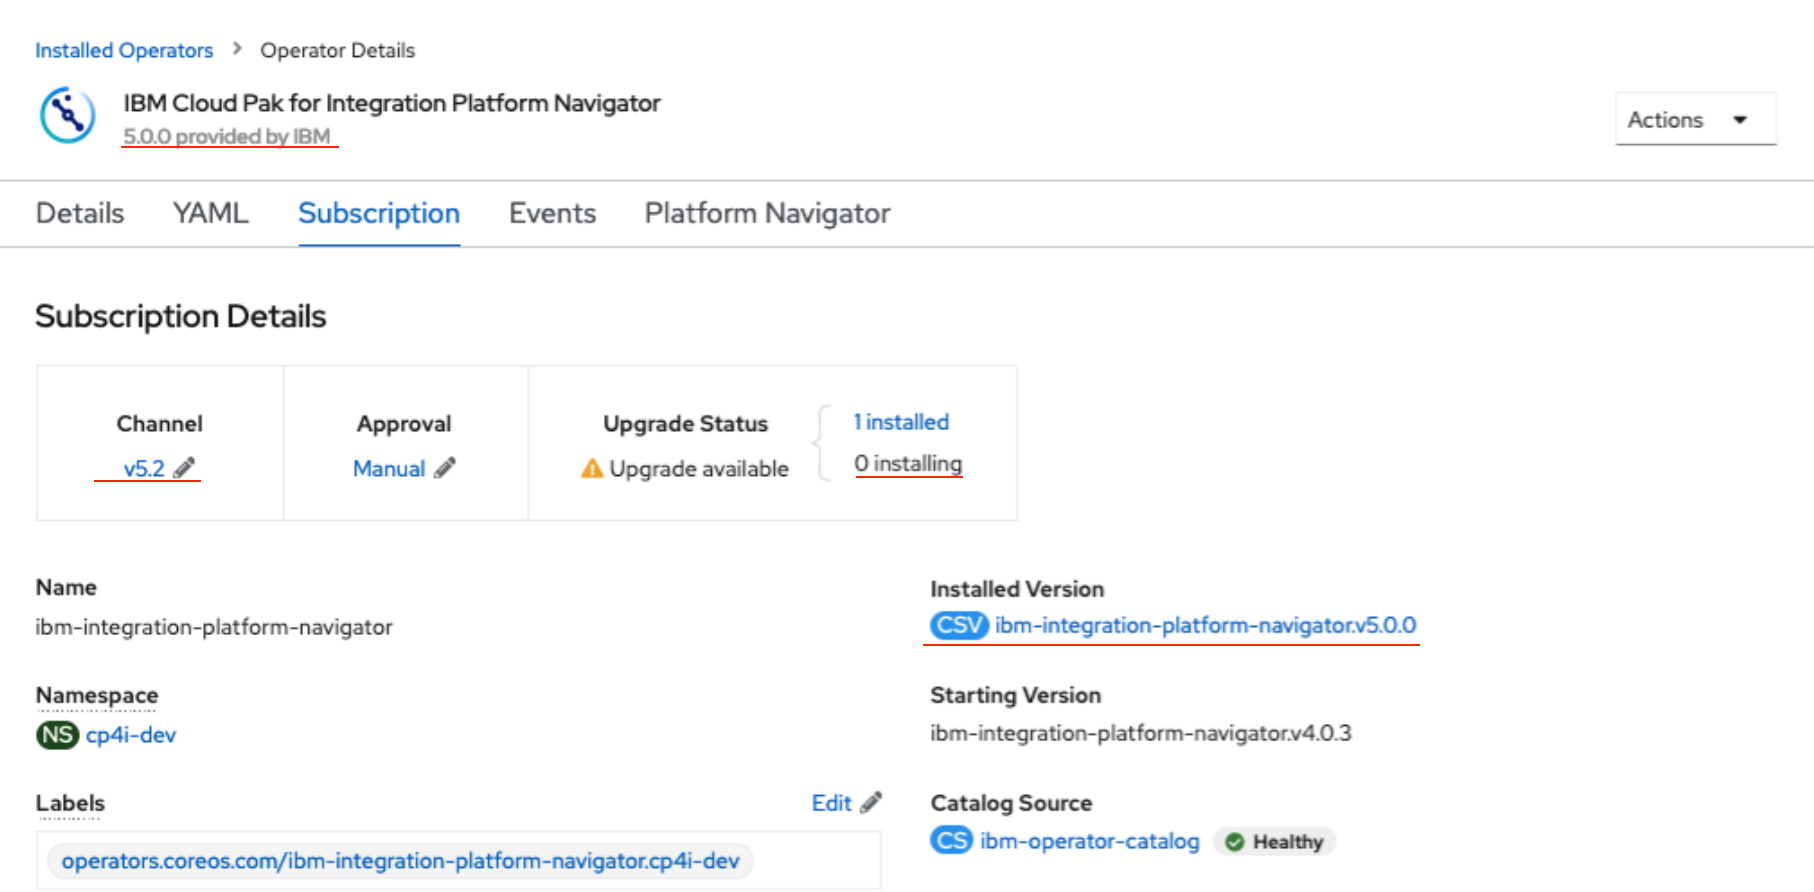 Installed Operators > Operator Details
IBM Cloud Pak for Integration Platform Navigator
5.0.0 provided by IBM
Actions
Details YAML Subscription Events Platform Navigator
Subscription Details
Channel Approval Upgrade Status 1 installed
v5.2 Manual Upgrade available 0 installing
Name
ibm-integration-platform-navigator
Installed Version
CSV ibm-integration-platform-navigator.v5.0.0
Namespace
NS cp4i-dev
Starting Version
ibm-integration-platform-navigator.v4.0.3
Labels Edit
operators.coreos.com/ibm-integration-platform-navigator.cp4i-dev
Catalog Source
CS ibm-operator-catalog Healthy